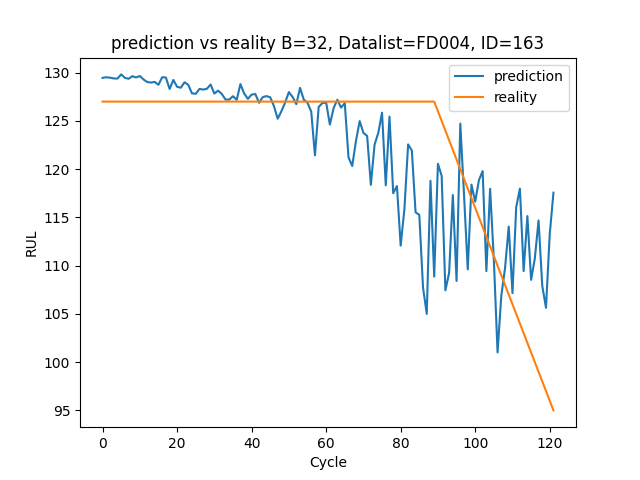 prediction vs reality B=32, Datalist=FD004, ID=163
prediction
reality
RUL
130
125
120
115
110
105
100
95
0 20 40 60 80 100 120
Cycle